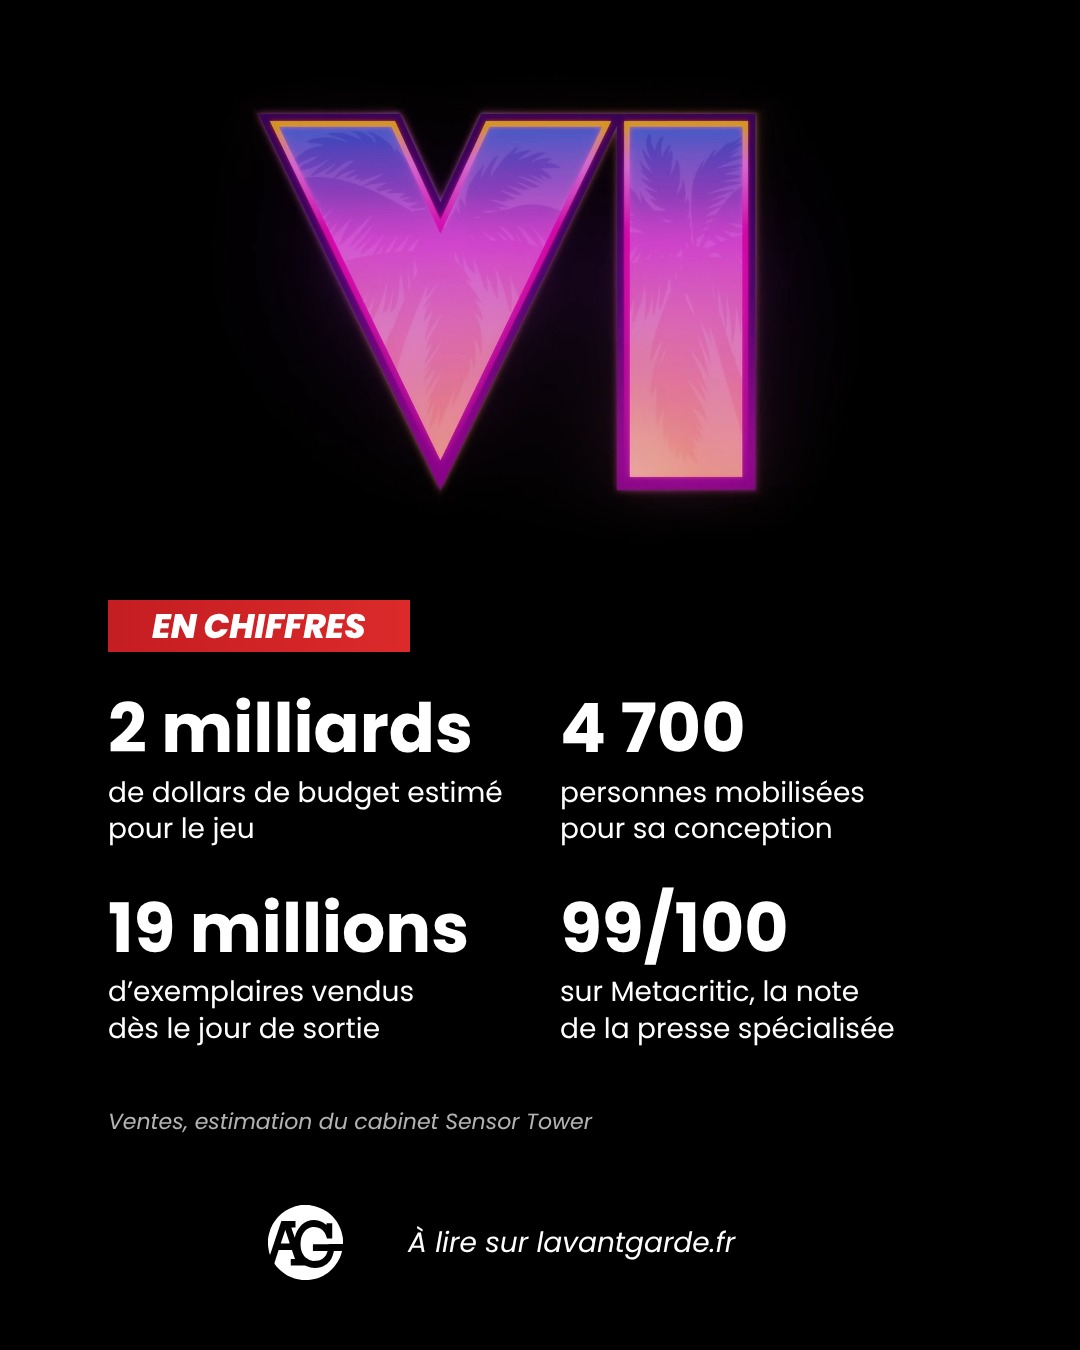 VI
EN CHIFFRES
2 milliards
de dollars de budget estimé
pour le jeu
4 700
personnes mobilisées
pour sa conception
19 millions
d’exemplaires vendus
dès le jour de sortie
99/100
sur Metacritic, la note
de la presse spécialisée
Ventes, estimation du cabinet Sensor Tower
AG
À lire sur lavantgarde.fr